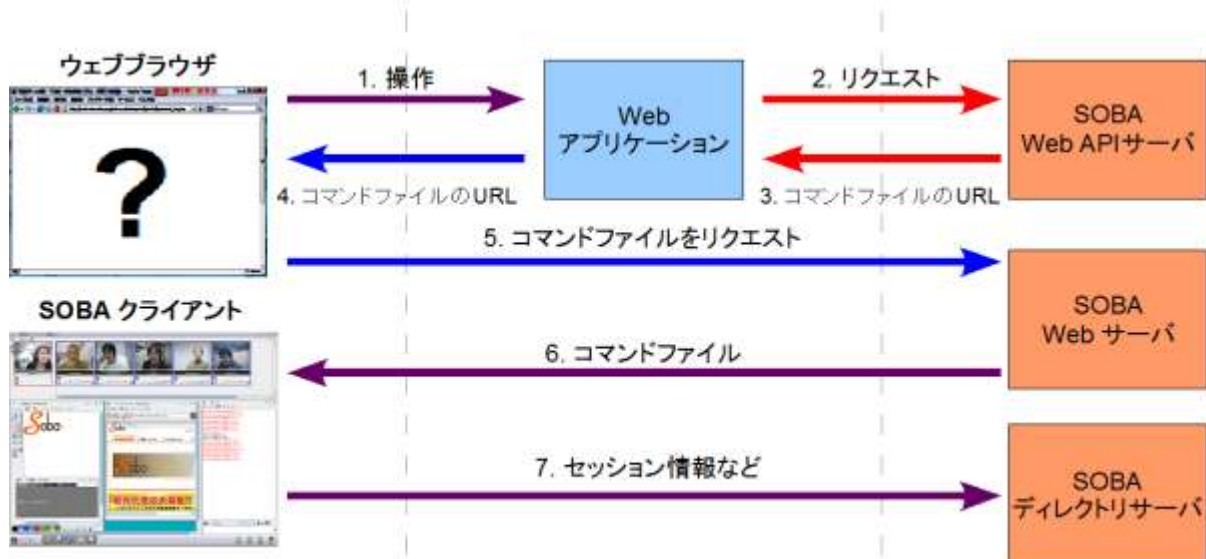 ウェブブラウザ
1. 操作
2. リクエスト
Web
アプリケーション
SOBA
Web APIサーバ
4. コマンドファイルのURL
3. コマンドファイルのURL
5. コマンドファイルをリクエスト
SOBA クライアント
SOBA
Web サーバ
6. コマンドファイル
Soba
Soba
7. セッション情報など
SOBA
ディレクトリサーバ
?